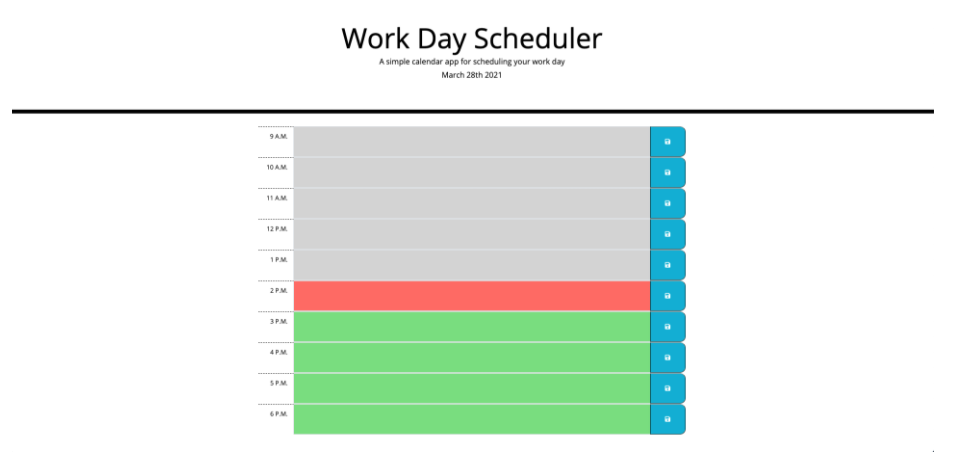 Work Day Scheduler
A simple calendar app for scheduling your work day
March 28th 2021
9 A.M.
10 A.M.
11 A.M.
12 P.M.
1 P.M.
2 P.M.
3 P.M.
4 P.M.
5 P.M.
6 P.M.